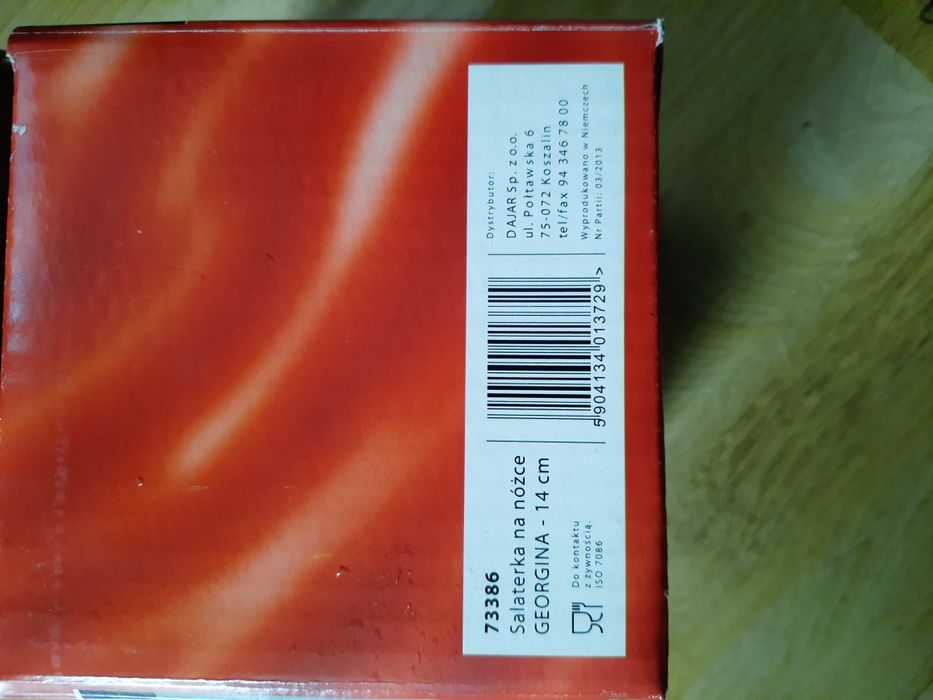 73386
Salaterka na nóżce
GEORGINA - 14 cm
Do kontaktu
z żywnością.
ISO 7086
5 904134 013729 >
Dystrybutor:
DAJAR Sp. z o.o.
ul. Połtawska 6
75-072 Koszalin
tel/fax 94 346 78 00
Wyprodukowano w Niemczech
Nr Partii: 03/2013